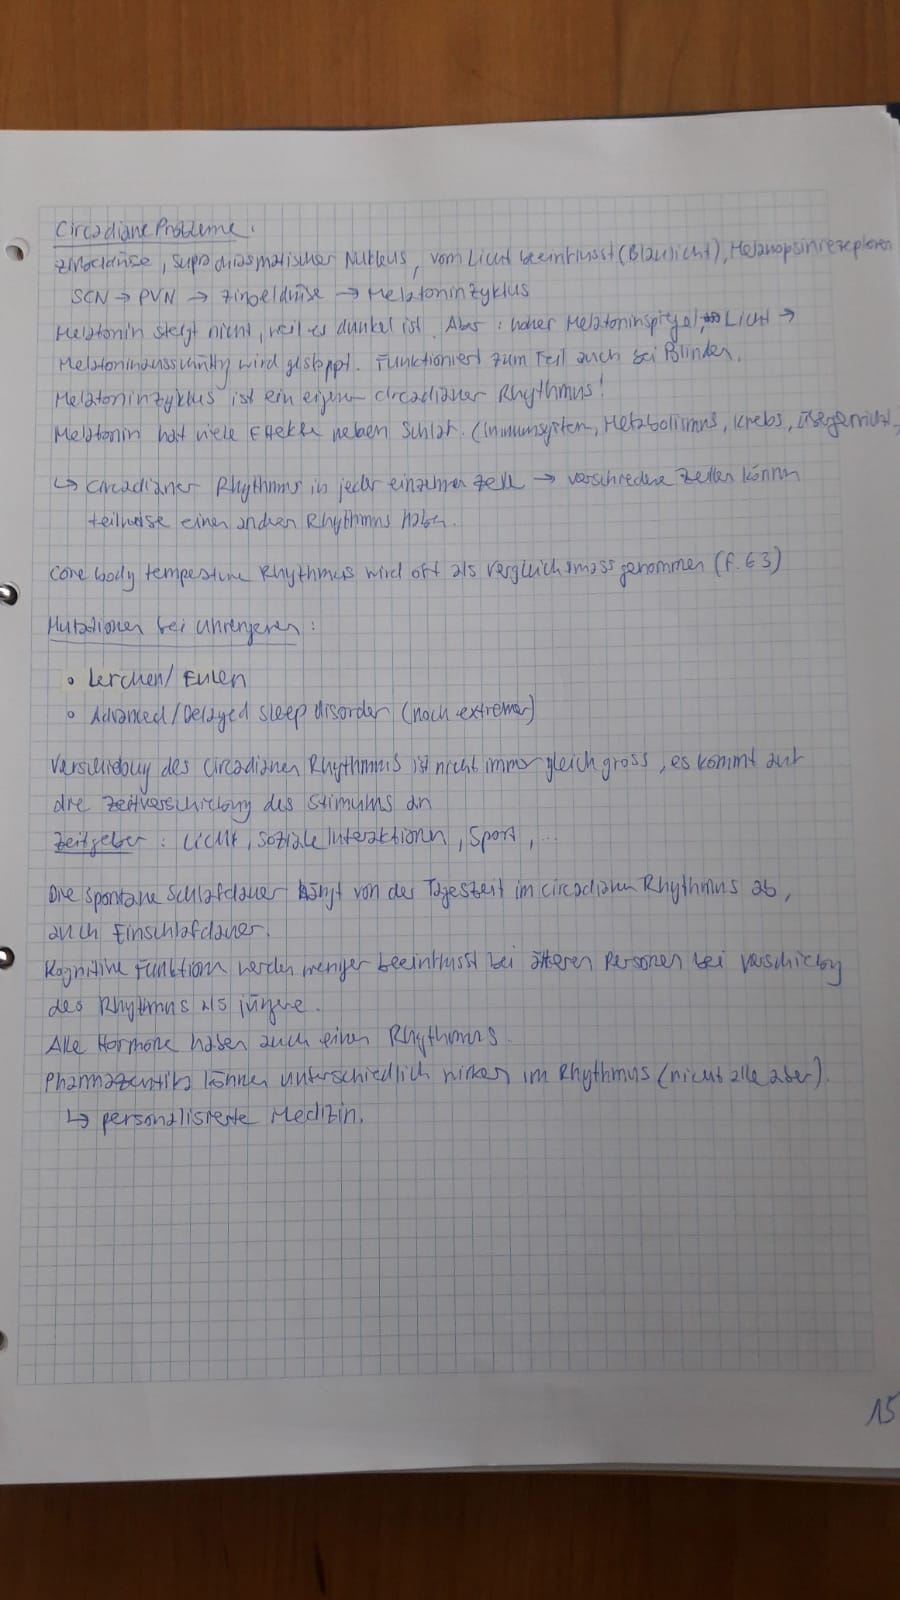 Circadiane Probleme:
Zirbeldrüse, Suprachiasmatischer Nukleus, vom Licht beeinflusst (Blaulicht), Melanopsinrezeptoren
SCN → PVN → Zirbeldrüse → Melatoninzyklus
Melatonin steigt nicht, weil es dunkel ist. Aber: hoher Melatoninspiegel, Licht →
Melatoninausschüttg wird gestoppt. Funktioniert zum Teil auch bei Blinden.
Melatoninzyklus ist ein eigener circadianer Rhythmus!
Melatonin hat viele Effekte neben Schlaf. (Immunsystem, Metabolismus, Krebs, Übergewicht,
↳ circadianer Rhythmus in jeder einzelnen Zelle → verschiedene Zellen können
teilweise einen andren Rhythmus haben.
Core body temperature Rhythmus wird oft als Vergleichsmass genommen (F. 63)
Mutationen bei Uhrengenen:
• Lerchen/Eulen
• Advanced/Delayed sleep disorder (noch extremer)
Verschiebung des circadianen Rhythmus ist nicht immer gleich gross, es kommt auf
die Zeitverschiebung des Stimulus an
Zeitgeber: Licht, soziale Interaktionen, Sport, ...
Die spontane Schlafdauer hängt von der Tageszeit im circadianen Rhythmus ab,
auch Einschlafdauer.
Kognitive Funktionen werden weniger beeinflusst bei älteren Personen bei Verschiebg
des Rhythmus als jüngere.
Alle Hormone haben auch einen Rhythmus.
Pharmazeutika können unterschiedlich wirken im Rhythmus (nicht alle aber).
↳ personalisierte Medizin.
15